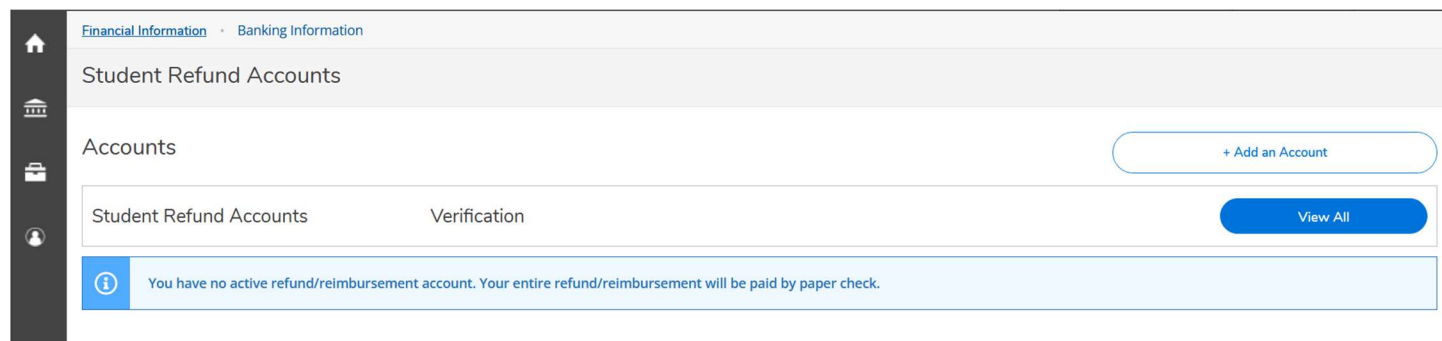 Financial Information • Banking Information
Student Refund Accounts
Accounts
+ Add an Account
Student Refund Accounts Verification View All
You have no active refund/reimbursement account. Your entire refund/reimbursement will be paid by paper check.